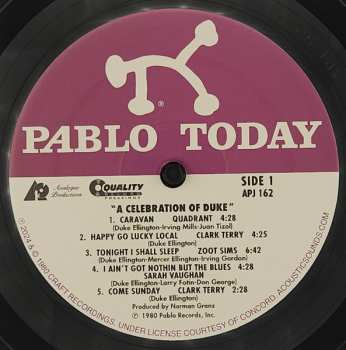 ®
PABLO TODAY
Analogue
Productions
QUALITY
RECORD
PRESSINGS
SIDE 1
APJ 162
"A CELEBRATION OF DUKE"
1. CARAVAN QUADRANT 4:28
(Duke Ellington-Irving Mills-Juan Tizol)
2. HAPPY GO LUCKY LOCAL CLARK TERRY 4:38
(Duke Ellington)
3. TONIGHT I SHALL SLEEP ZOOT SIMS 6:42
(Duke Ellington-Mercer Ellington-Irving Gordon)
4. I AIN'T GOT NOTHIN BUT THE BLUES 4:38
SARAH VAUGHAN
(Duke Ellington-Larry Fotin-Don George)
5. COME SUNDAY CLARK TERRY 2:28
(Duke Ellington)
Produced by Norman Granz
℗ 1980 Pablo Records, Inc.
℗ 2024 & © 1980 CRAFT RECORDINGS, UNDER LICENSE COURTESY OF CONCORD. ACOUSTICSOUNDS.COM